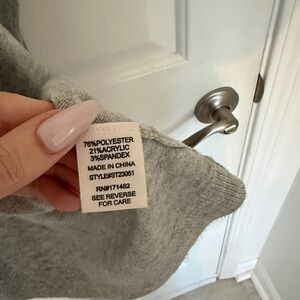 76%POLYESTER
21%ACRYLIC
3%SPANDEX
MADE IN CHINA
STYLE#ST23051
RN#171482
SEE REVERSE
FOR CARE